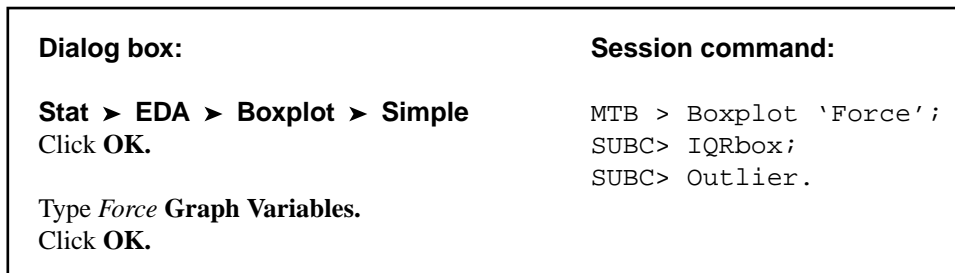 Dialog box:
Stat ➤ EDA ➤ Boxplot ➤ Simple
Click OK.
Type Force Graph Variables.
Click OK.
Session command:
MTB > Boxplot ‘Force’;
SUBC> IQRbox;
SUBC> Outlier.